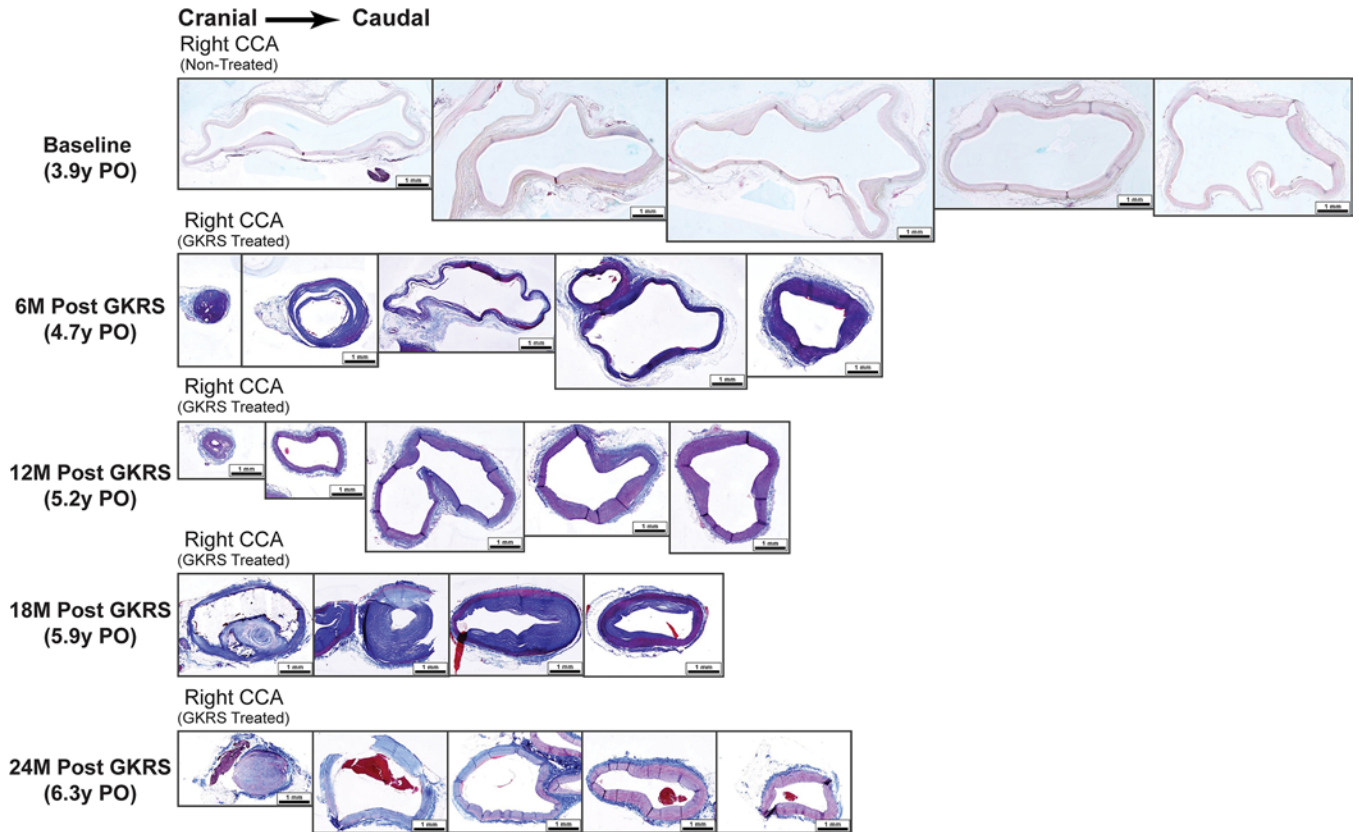 Cranial Caudal
Right CCA
(Non-Treated)
Baseline
(3.9y PO)
1 mm
1 mm
1 mm
1 mm
1 mm
Right CCA
(GKRS Treated)
6M Post GKRS
(4.7y PO)
1 mm
1 mm
1 mm
1 mm
1 mm
Right CCA
(GKRS Treated)
12M Post GKRS
(5.2y PO)
1 mm
1 mm
1 mm
1 mm
1 mm
Right CCA
(GKRS Treated)
18M Post GKRS
(5.9y PO)
1 mm
1 mm
1 mm
1 mm
Right CCA
(GKRS Treated)
24M Post GKRS
(6.3y PO)
1 mm
1 mm
1 mm
1 mm
1 mm